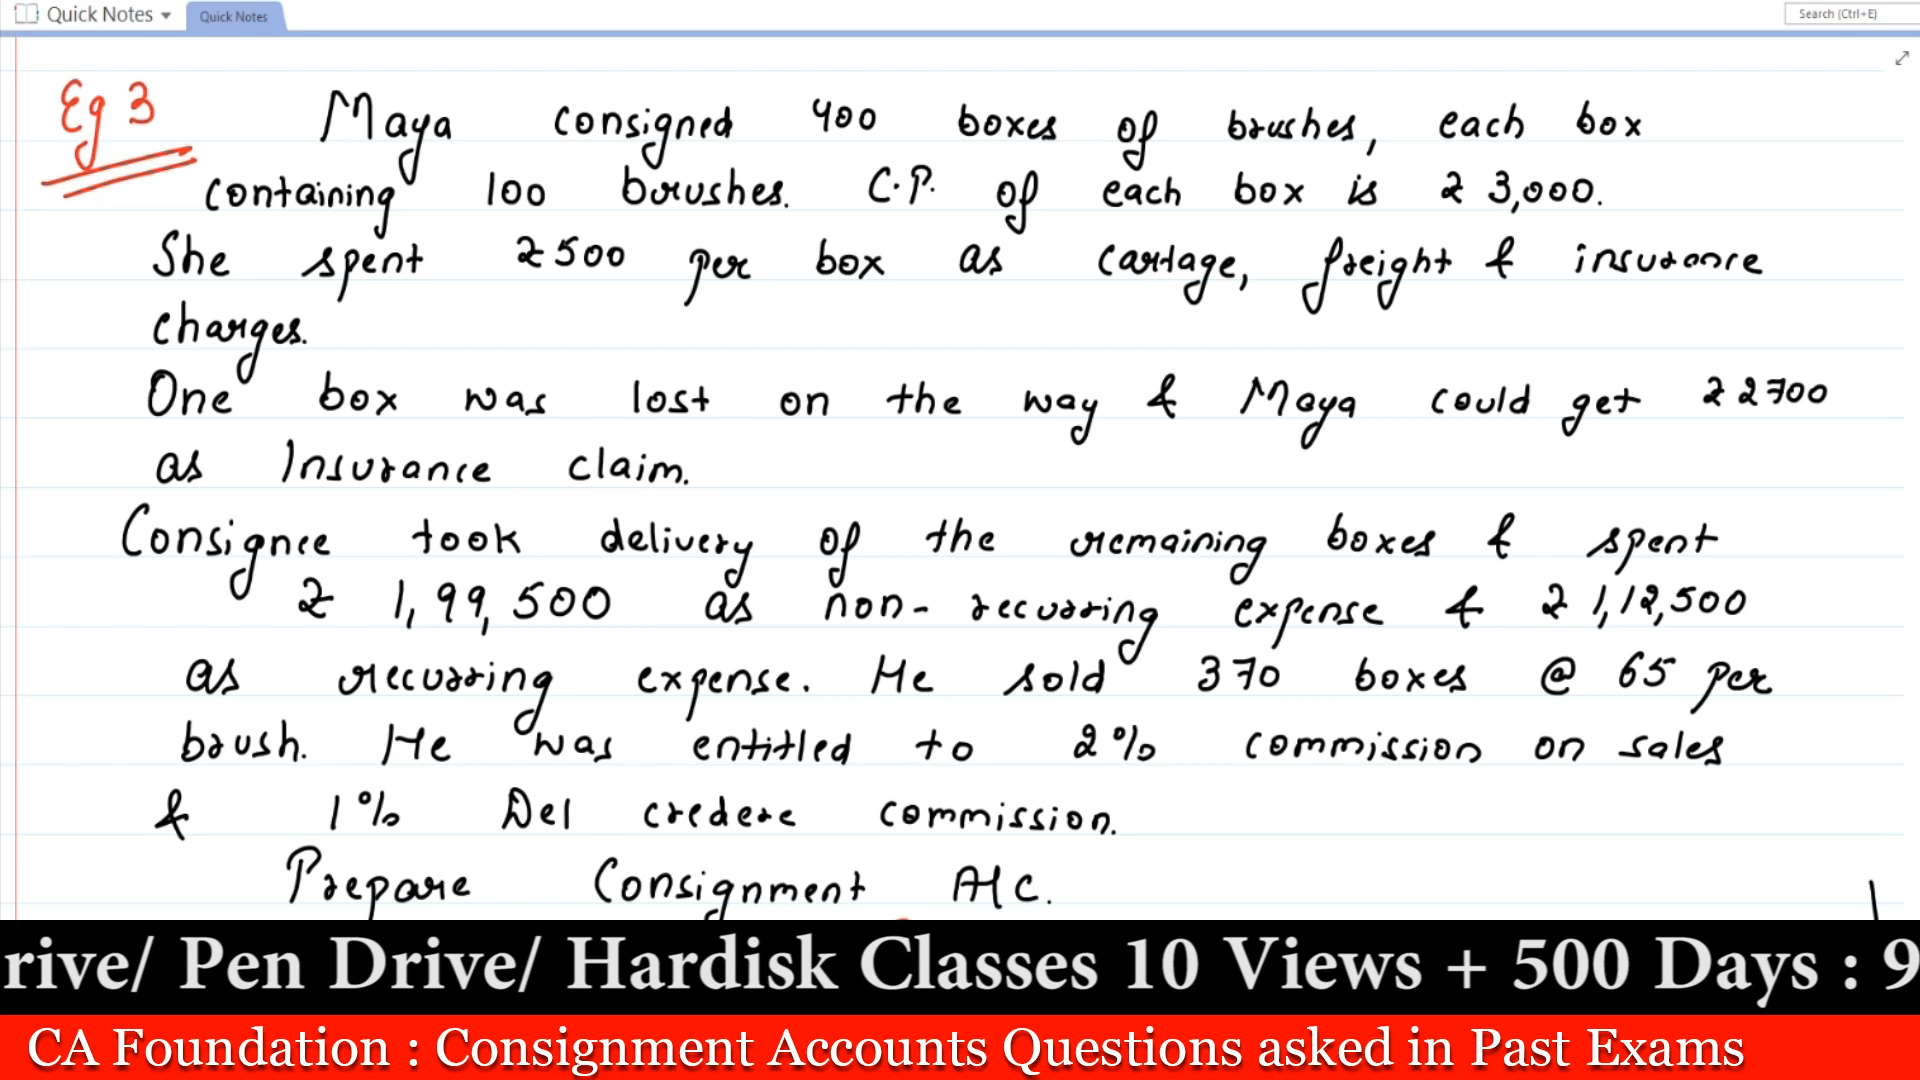 Quick Notes
Quick Notes
Search (Ctrl+E)
Eg 3
Maya consigned 400 boxes of brushes, each box
containing 100 brushes. C.P. of each box is ₹ 3,000.
She spent ₹ 500 per box as cartage, freight & insurance
charges.
One box was lost on the way & Maya could get ₹ 2700
as Insurance claim.
Consignee took delivery of the remaining boxes & spent
₹ 1,99,500 as non-recurring expense & ₹ 1,12,500
as recurring expense. He sold 370 boxes @ 65 per
brush. He was entitled to 2% commission on sales
& 1% Del credere commission.
Prepare Consignment A/C.
rive/ Pen Drive/ Hardisk Classes 10 Views + 500 Days : 9
CA Foundation : Consignment Accounts Questions asked in Past Exams